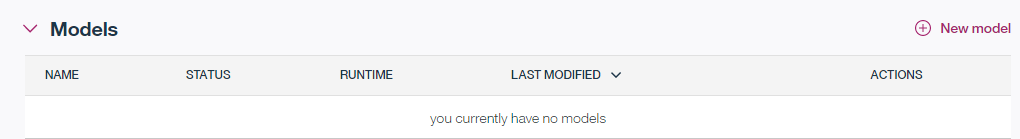 Models
New model
NAME STATUS RUNTIME LAST MODIFIED ACTIONS
you currently have no models